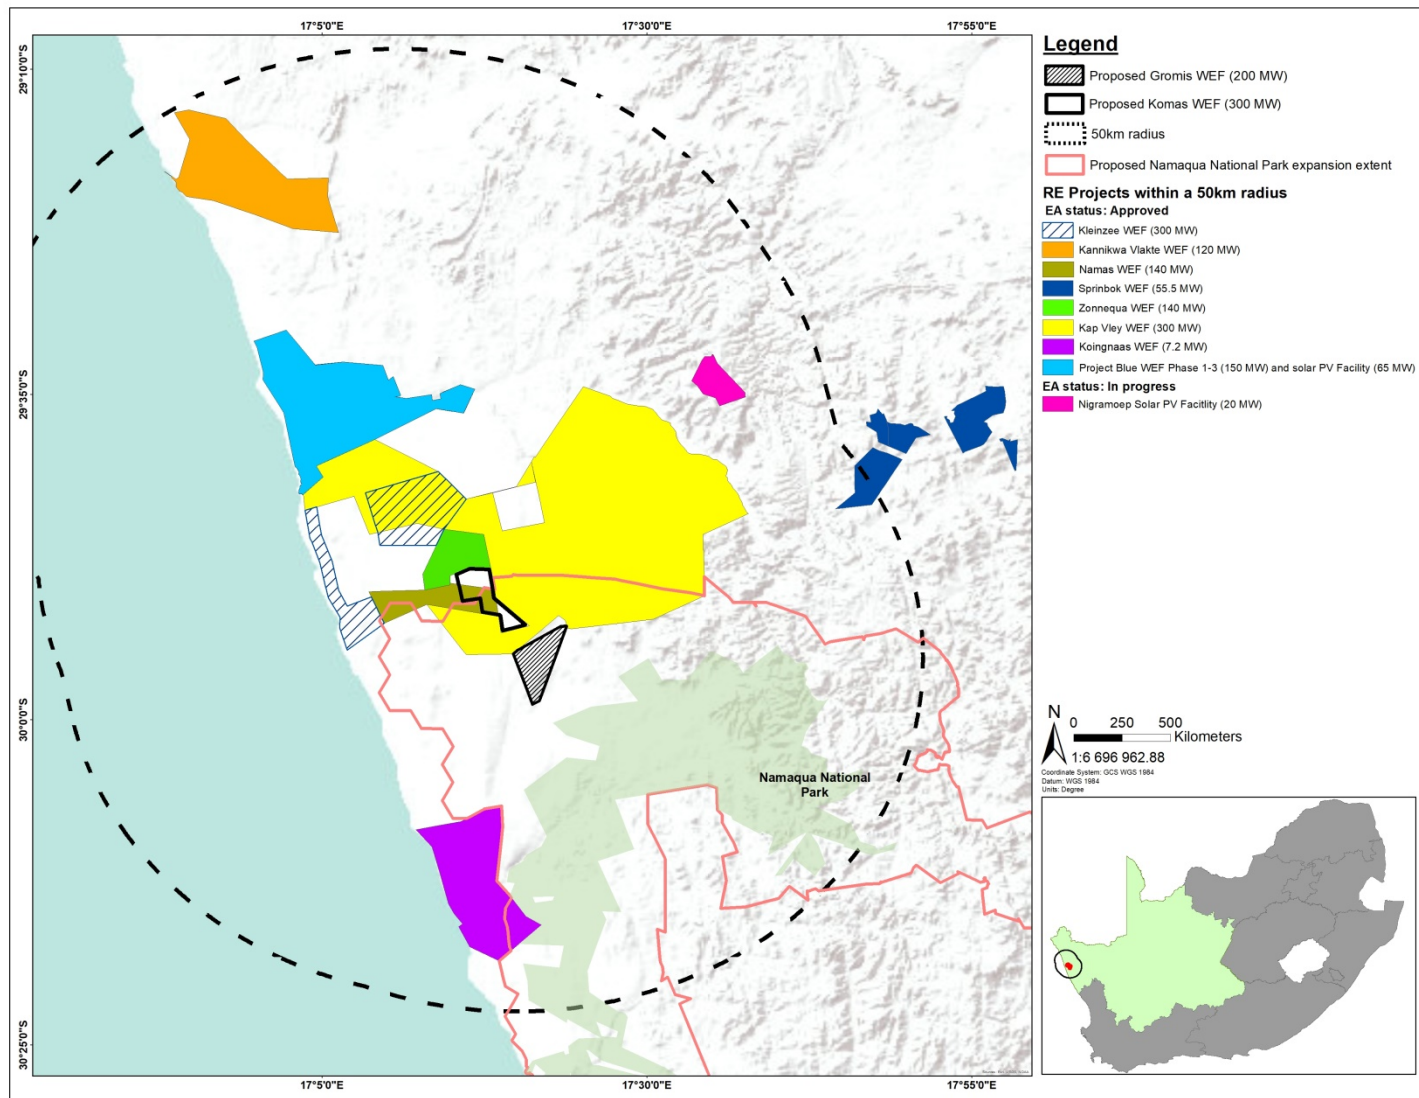 17°5'0"E
17°30'0"E
17°55'0"E
29°10'0"S
29°35'0"S
30°0'0"S
30°25'0"S
Namaqua National
Park
17°5'0"E
17°30'0"E
17°55'0"E
Legend
Proposed Gromis WEF (200 MW)
Proposed Komas WEF (300 MW)
50km radius
Proposed Namaqua National Park expansion extent
RE Projects within a 50km radius
EA status: Approved
Kleinzee WEF (300 MW)
Kannikwa Vlakte WEF (120 MW)
Namas WEF (140 MW)
Sprinbok WEF (55.5 MW)
Zonnequa WEF (140 MW)
Kap Vley WEF (300 MW)
Koingnaas WEF (7.2 MW)
Project Blue WEF Phase 1-3 (150 MW) and solar PV Facility (65 MW)
EA status: In progress
Nigramoep Solar PV Facitlity (20 MW)
N
0 250 500
Kilometers
1:6 696 962.88
Coordinate System: GCS WGS 1984
Datum: WGS 1984
Units: Degree